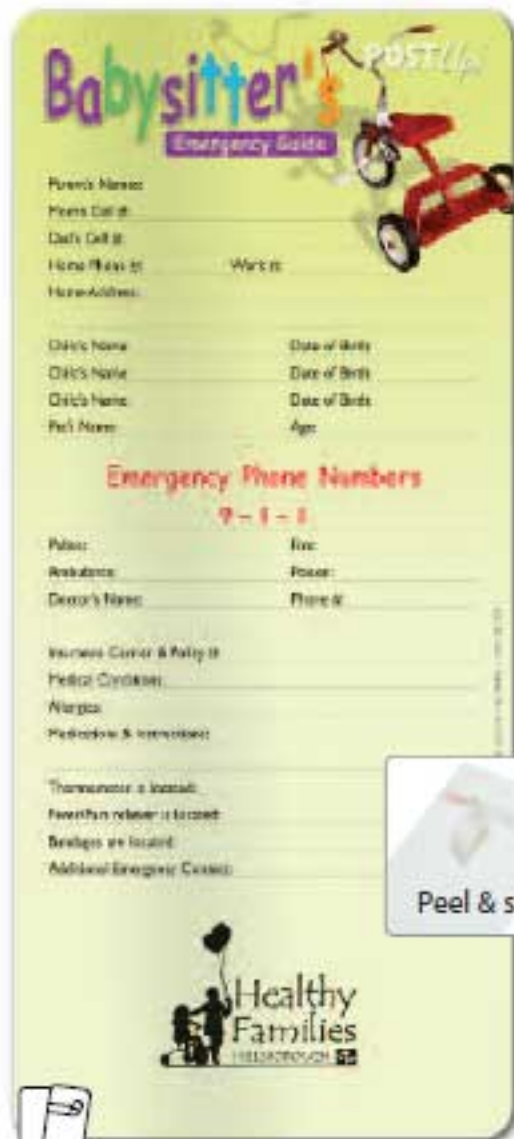 POSTUps
Babysitter's
Emergency Guide
Parent's Names:
Mom's Cell #:
Dad's Cell #:
Home Phone #: Work #:
Home Address:
Child's Name: Date of Birth:
Child's Name: Date of Birth:
Child's Name: Date of Birth:
Pet's Name: Age:
Emergency Phone Numbers
9-1-1
Police: Fire:
Ambulance: Poison:
Doctor's Name: Phone #:
Insurance Carrier & Policy #:
Medical Conditions:
Allergies:
Medications & Instructions:
Thermometer is located:
Fever/Pain reliever is located:
Bandages are located:
Additional Emergency Contact:
Peel & s
Healthy
Families
HILLSBOROUGH